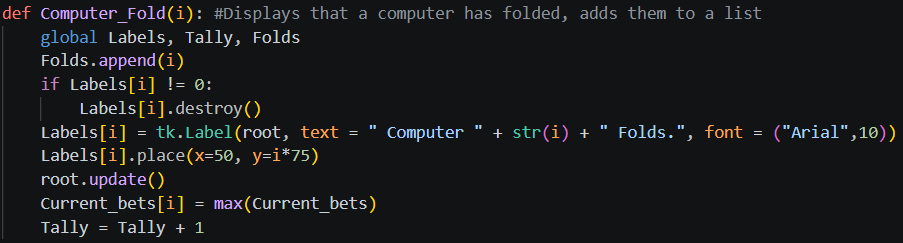 def Computer_Fold(i): #Displays that a computer has folded, adds them to a list
    global Labels, Tally, Folds
    Folds.append(i)
    if Labels[i] != 0:
        Labels[i].destroy()
    Labels[i] = tk.Label(root, text = " Computer " + str(i) + " Folds.", font = ("Arial",10))
    Labels[i].place(x=50, y=i*75)
    root.update()
    Current_bets[i] = max(Current_bets)
    Tally = Tally + 1